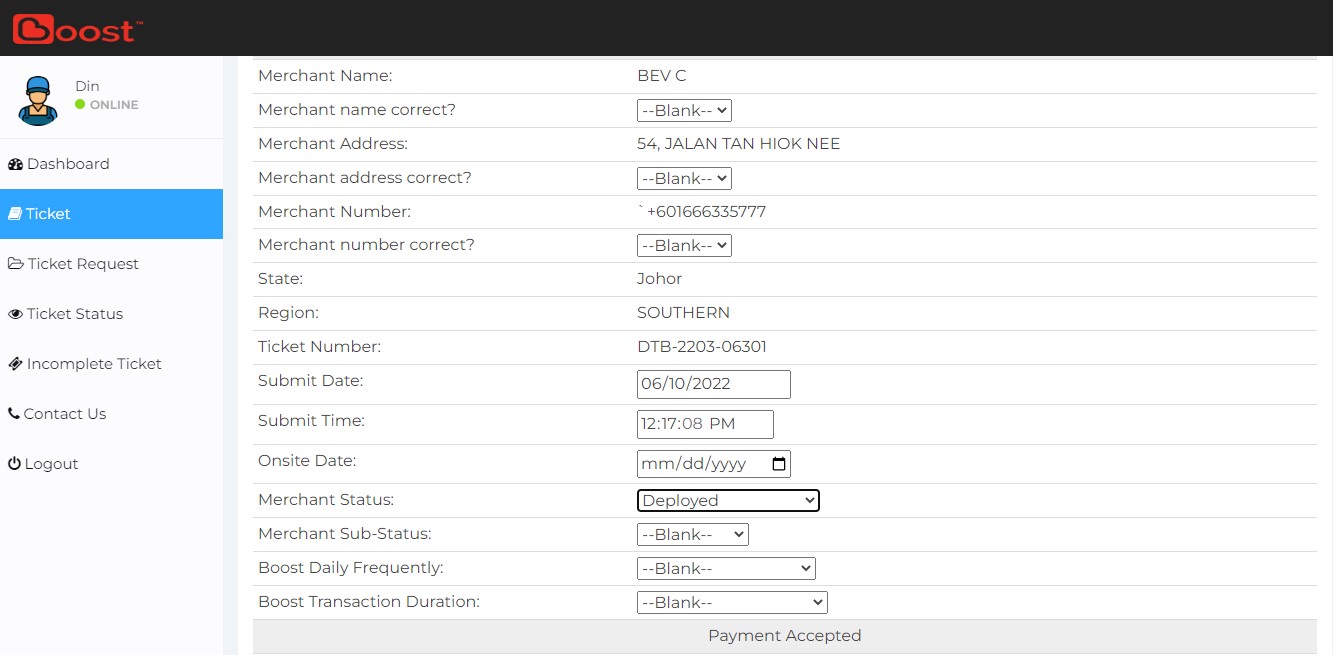 Boost™
Din
ONLINE
Dashboard
Ticket
Ticket Request
Ticket Status
Incomplete Ticket
Contact Us
Logout
Merchant Name: BEV C
Merchant name correct? --Blank--
Merchant Address: 54, JALAN TAN HIOK NEE
Merchant address correct? --Blank--
Merchant Number: `+601666335777
Merchant number correct? --Blank--
State: Johor
Region: SOUTHERN
Ticket Number: DTB-2203-06301
Submit Date: 06/10/2022
Submit Time: 12:17:08 PM
Onsite Date: mm/dd/yyyy
Merchant Status: Deployed
Merchant Sub-Status: --Blank--
Boost Daily Frequently: --Blank--
Boost Transaction Duration: --Blank--
Payment Accepted